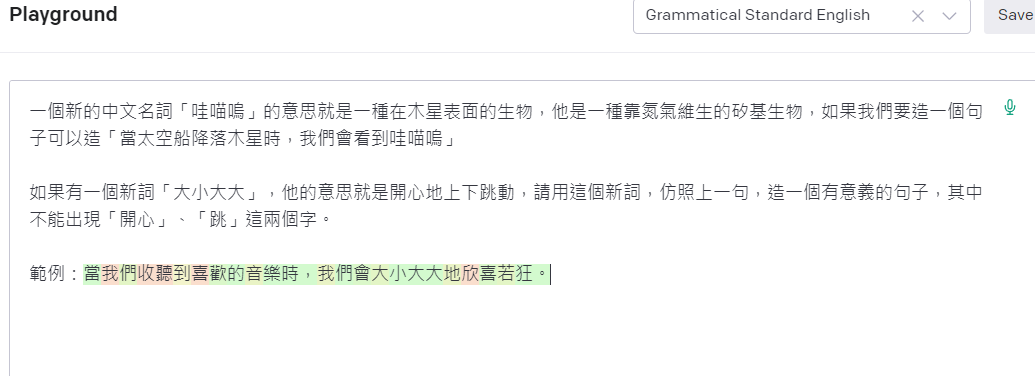 Playground
Grammatical Standard English
Save
一個新的中文名詞「哇喵嗚」的意思就是一種在木星表面的生物，他是一種靠氮氣維生的矽基生物，如果我們要造一個句
子可以造「當太空船降落木星時，我們會看到哇喵嗚」
如果有一個新詞「大小大大」，他的意思就是開心地上下跳動，請用這個新詞，仿照上一句，造一個有意義的句子，其中
不能出現「開心」、「跳」這兩個字。
範例：當我們收聽到喜歡的音樂時，我們會大小大大地欣喜若狂。